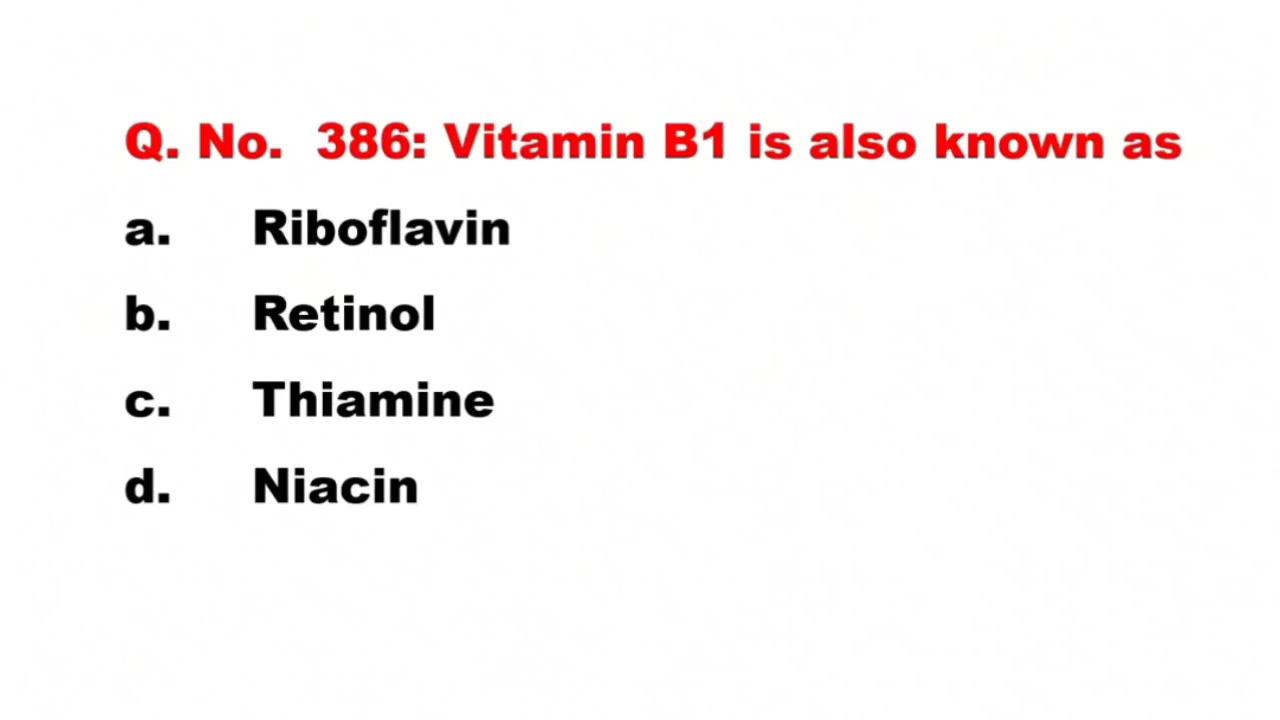 Q. No. 386: Vitamin B1 is also known as
a. Riboflavin
b. Retinol
c. Thiamine
d. Niacin